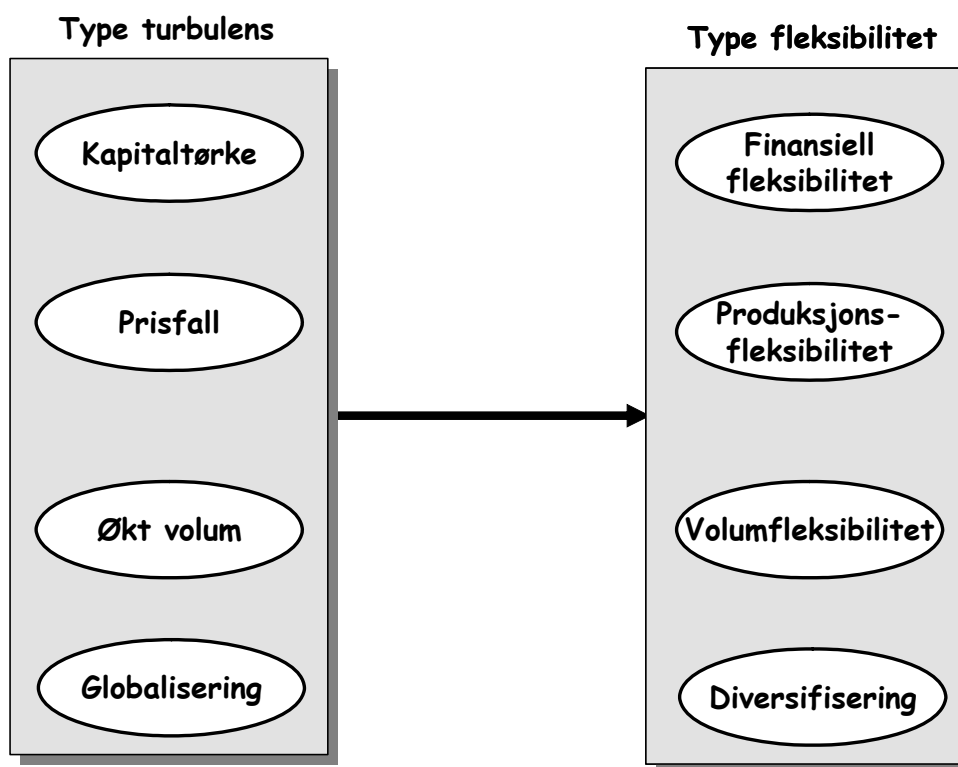 Type turbulens
Kapitaltørke
Prisfall
Økt volum
Globalisering
Type fleksibilitet
Finansiell
fleksibilitet
Produksjons-
fleksibilitet
Volumfleksibilitet
Diversifisering